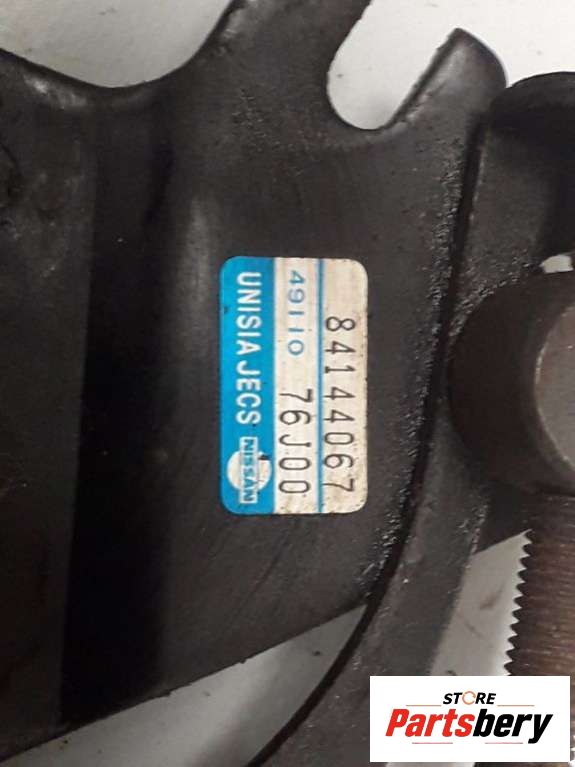 84144067
49110 76J00
UNISIA JECS NISSAN
STORE
Partsbery